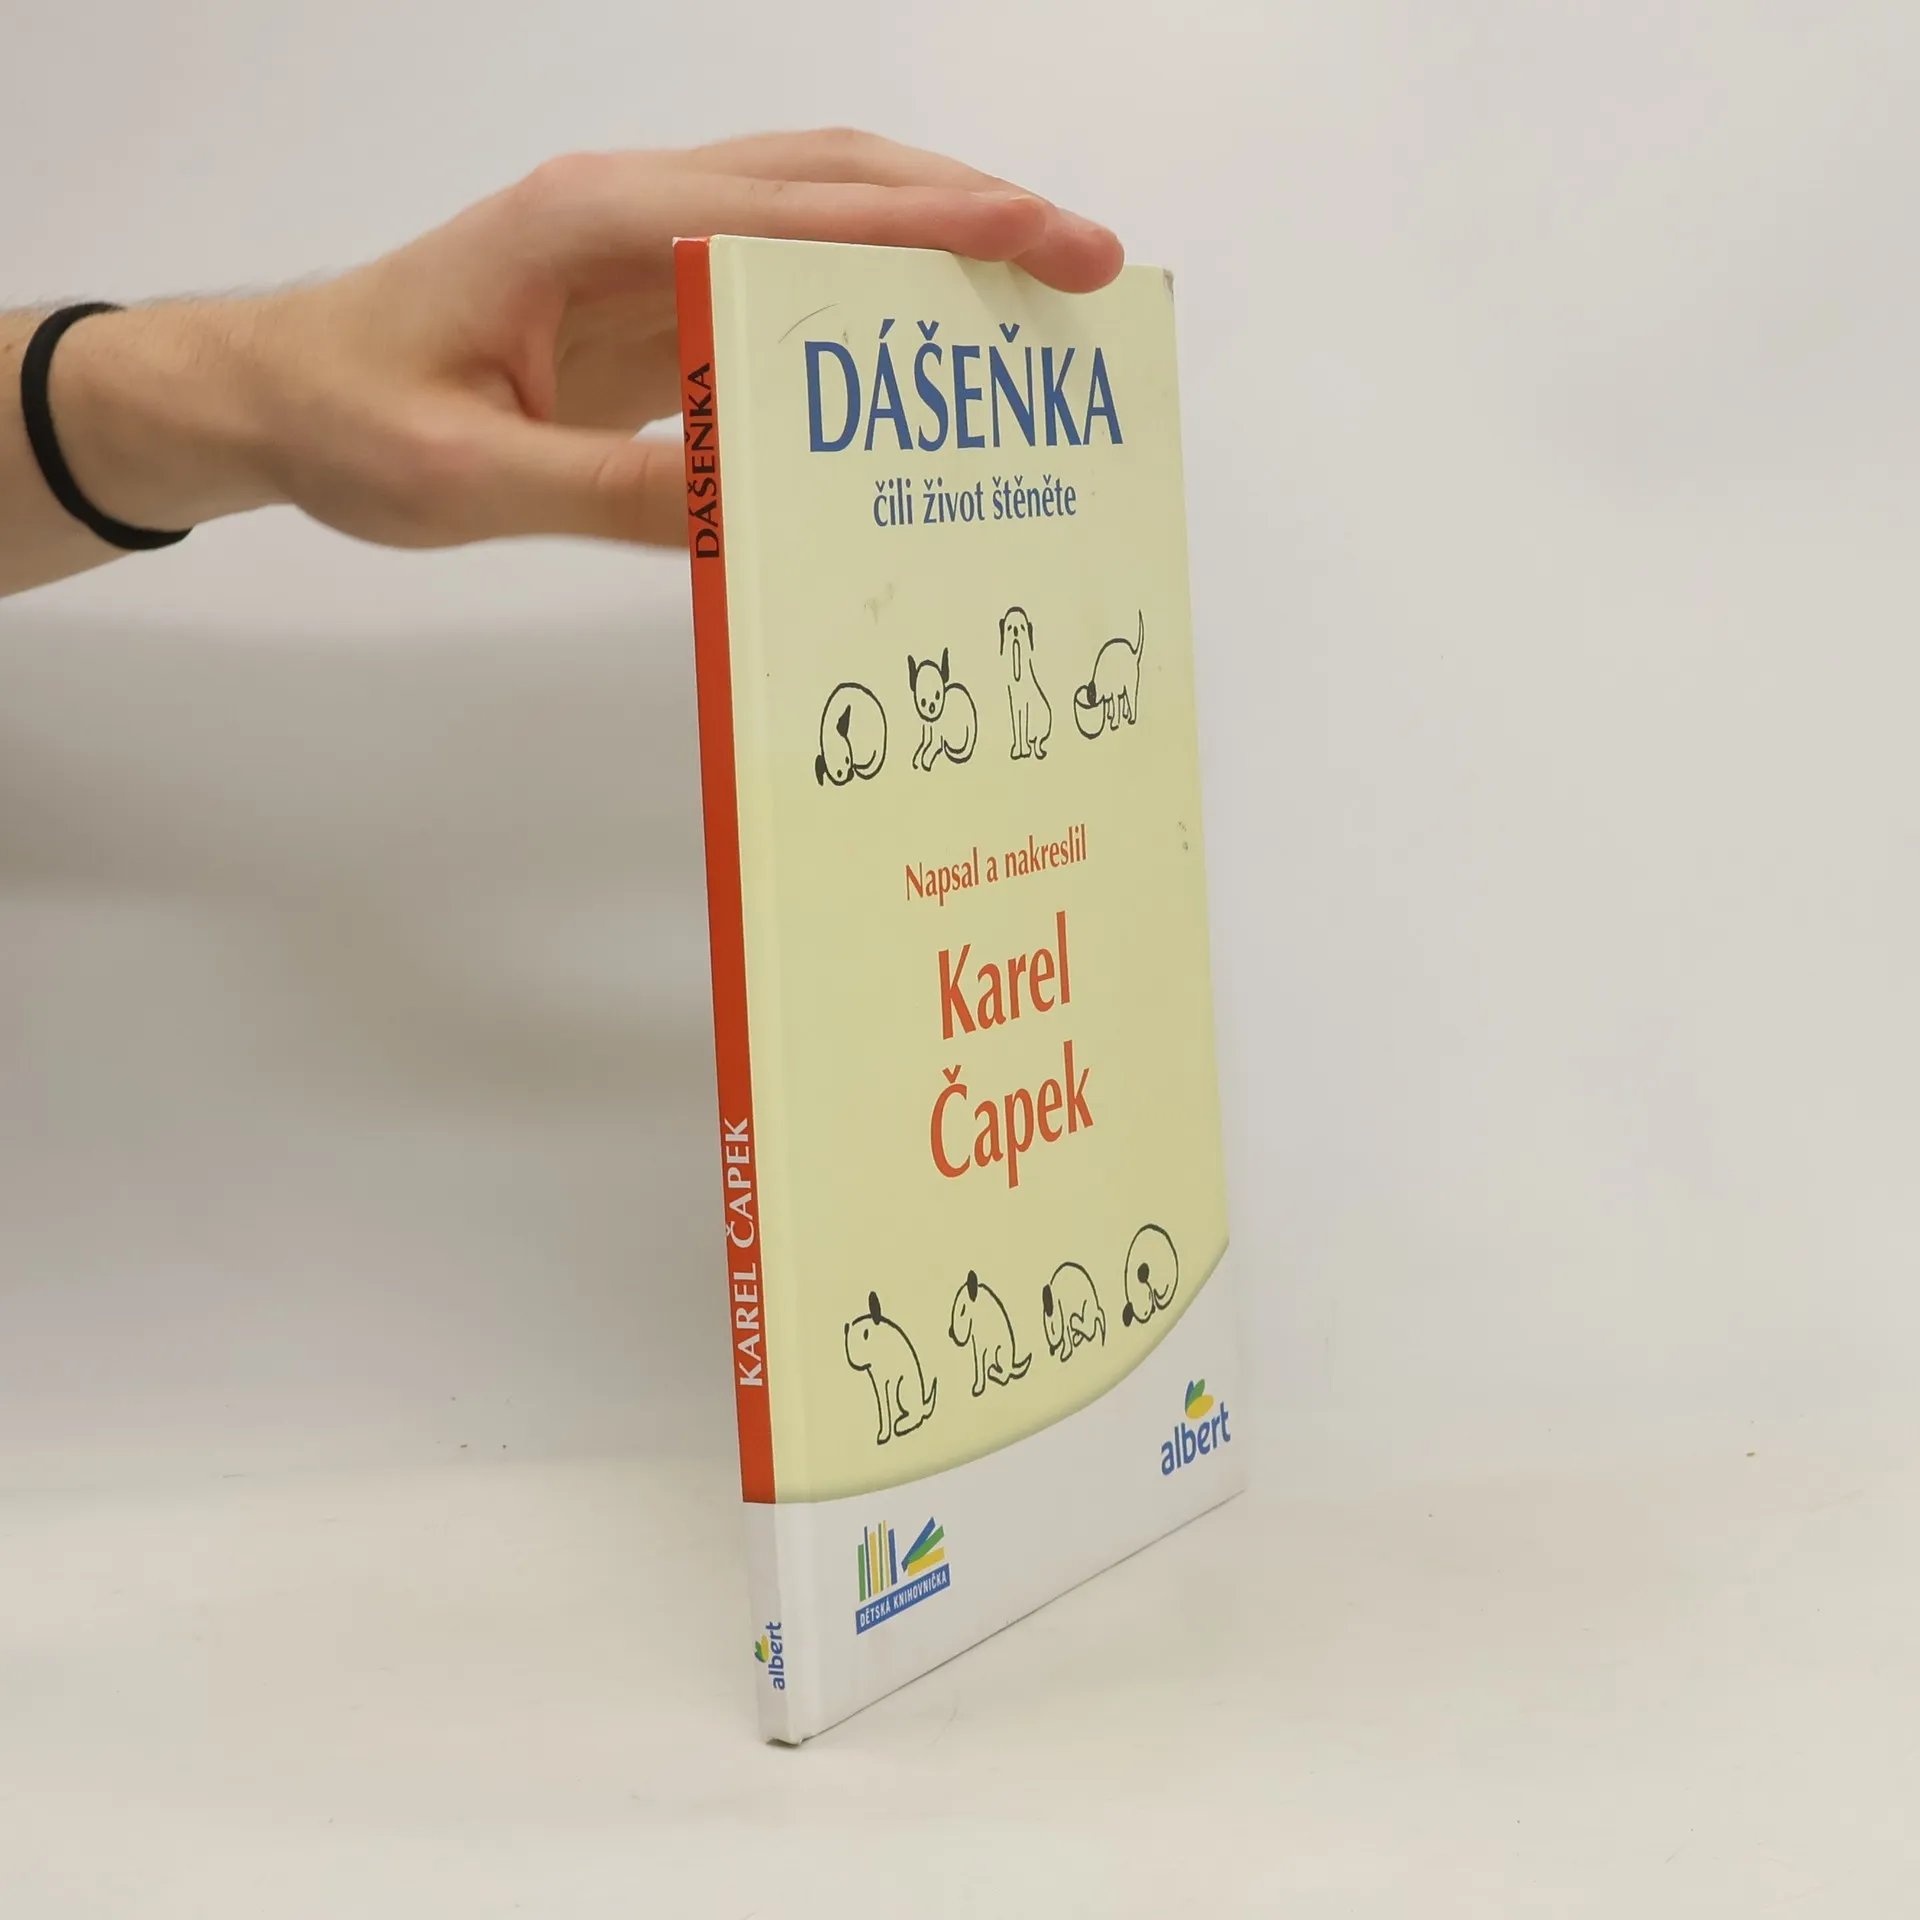 DÁŠEŇKA
čili život štěněte
Napsal a nakreslil
Karel
Čapek
albert
DĚTSKÁ KNIHOVNIČKA
DÁŠEŇKA
KAREL ČAPEK
albert